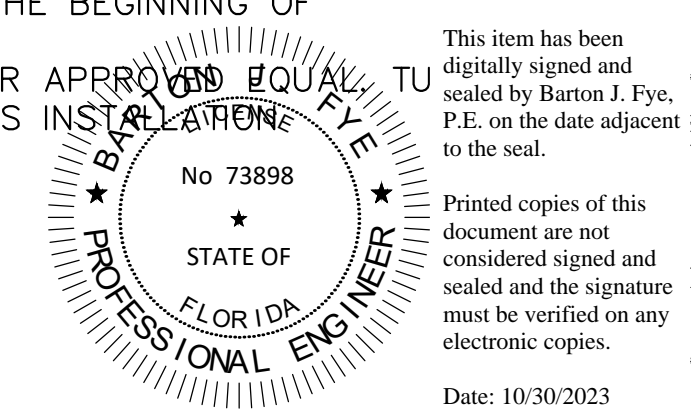 HE BEGINNING OF
R APPROVED EQUAL. TU
S INSTALLATION.
BARTON J. FYE
LICENSE
No 73898
STATE OF
FLORIDA
PROFESSIONAL ENGINEER
This item has been
digitally signed and
sealed by Barton J. Fye,
P.E. on the date adjacent
to the seal.
Printed copies of this
document are not
considered signed and
sealed and the signature
must be verified on any
electronic copies.
Date: 10/30/2023